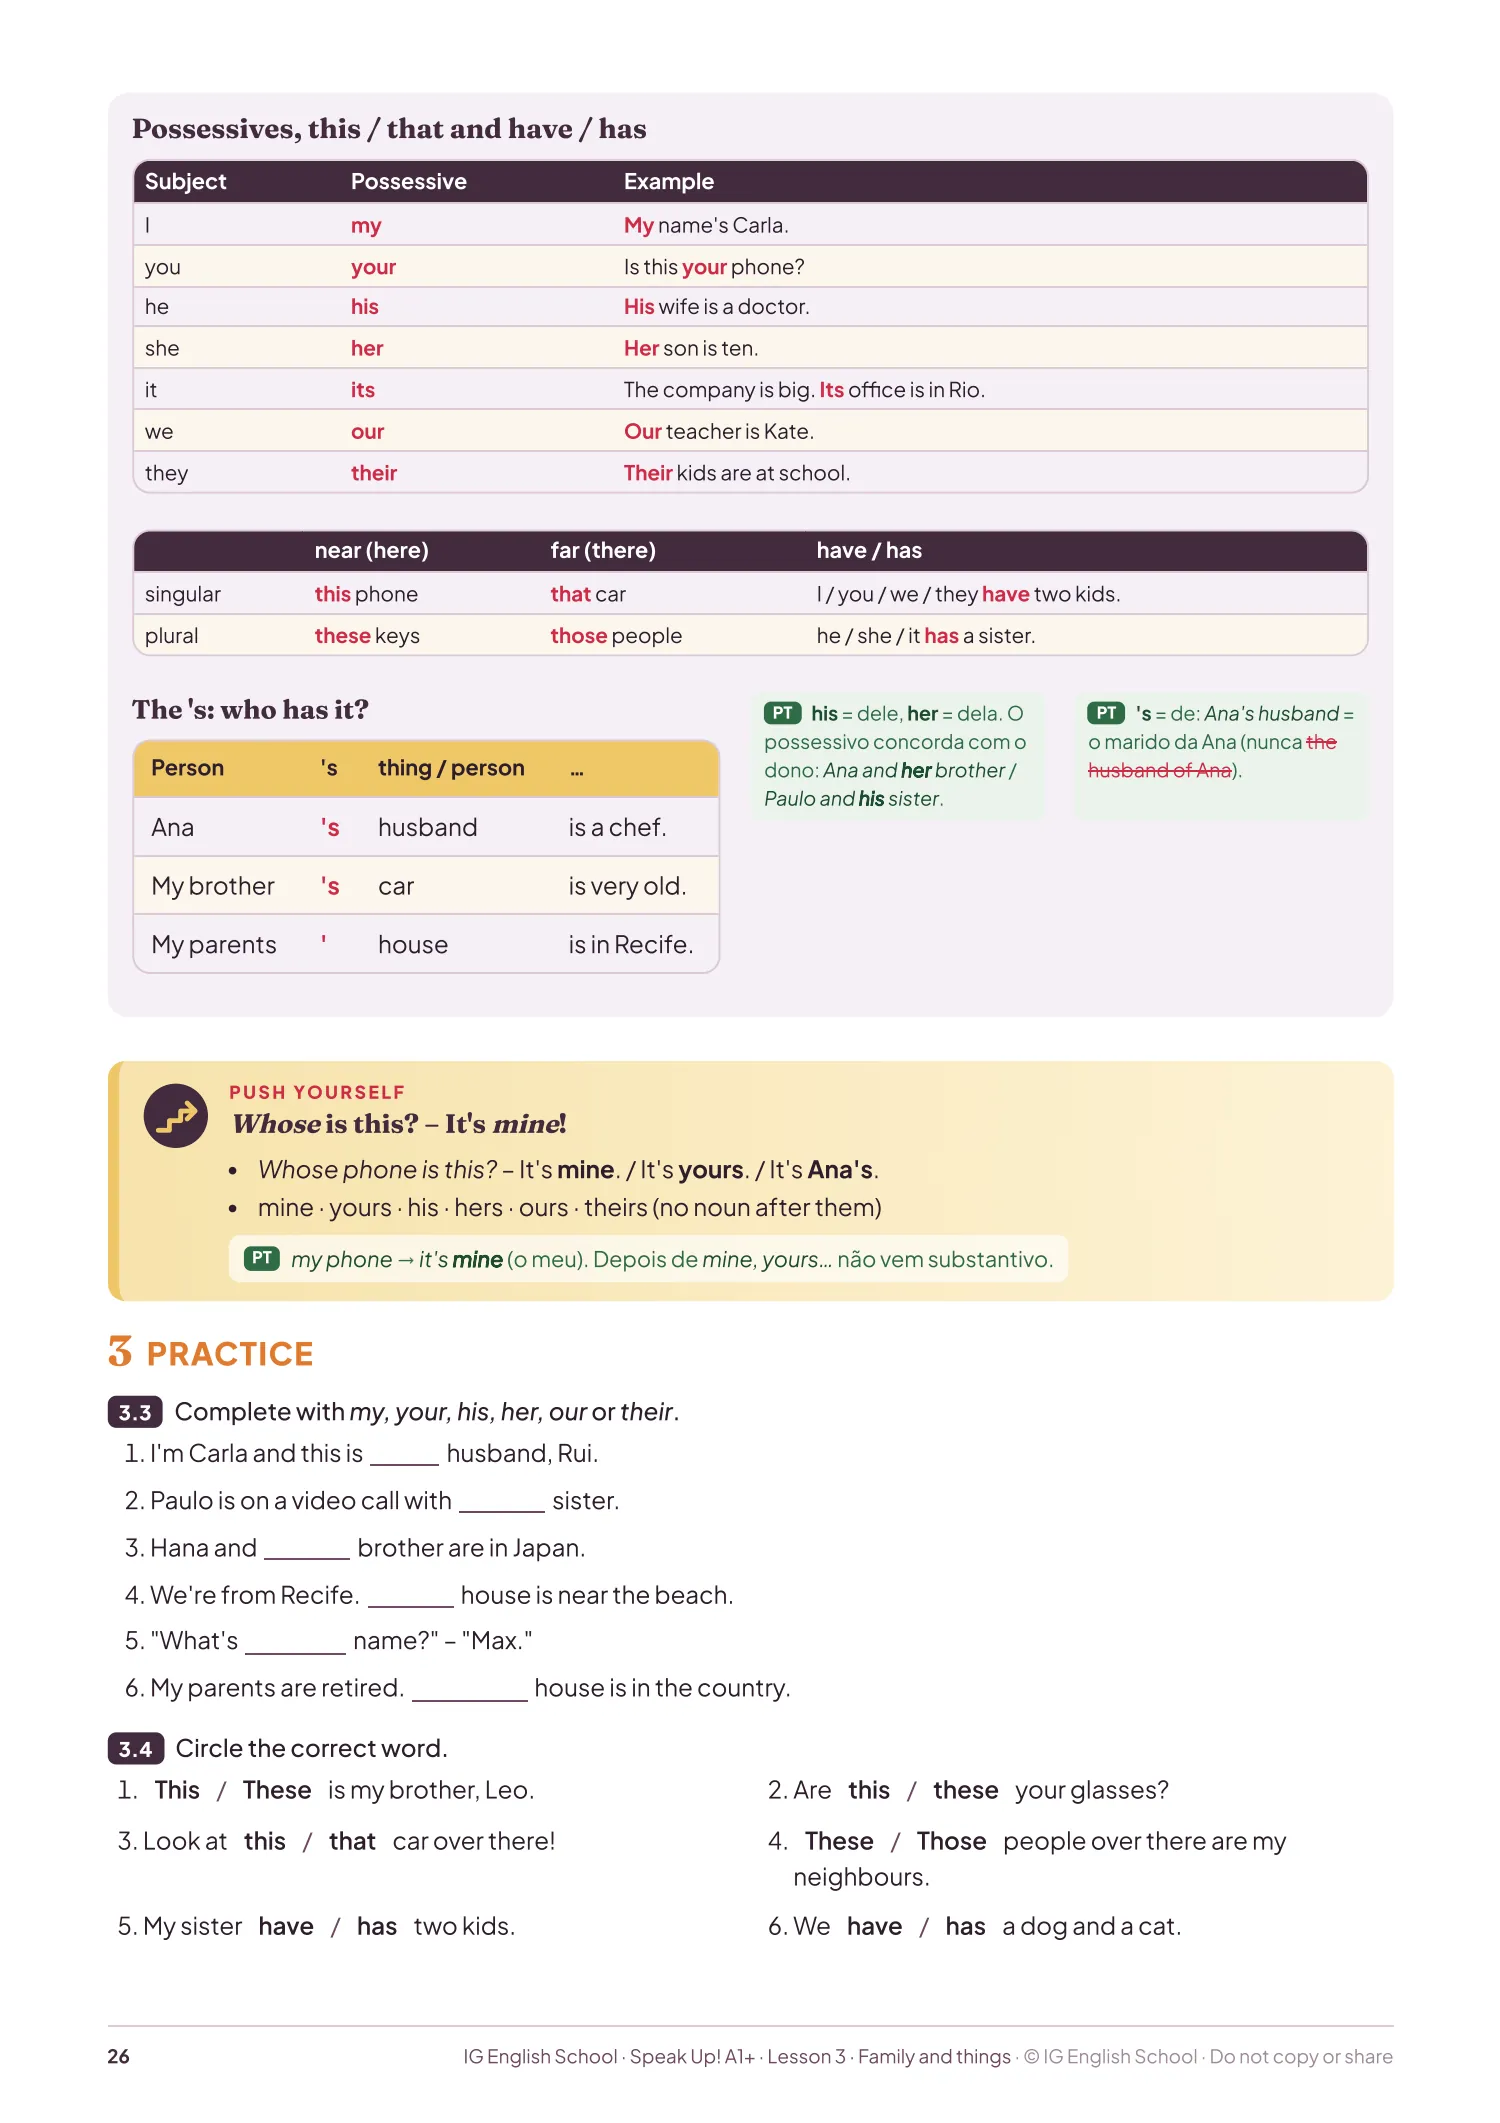 Possessives, this / that and have / has
Subject Possessive Example
I my My name's Carla.
you your Is this your phone?
he his His wife is a doctor.
she her Her son is ten.
it its The company is big. Its office is in Rio.
we our Our teacher is Kate.
they their Their kids are at school.
near (here) far (there) have / has
singular this phone that car I / you / we / they have two kids.
plural these keys those people he / she / it has a sister.
The 's: who has it?
Person 's thing / person …
Ana 's husband is a chef.
My brother 's car is very old.
My parents ' house is in Recife.
PT his = dele, her = dela. O
possessivo concorda com o
dono: Ana and her brother /
Paulo and his sister.
PT 's = de: Ana's husband =
o marido da Ana (nunca the
husband of Ana).
PUSH YOURSELF
Whose is this? – It's mine!
• Whose phone is this? – It's mine. / It's yours. / It's Ana's.
• mine · yours · his · hers · ours · theirs (no noun after them)
PT my phone → it's mine (o meu). Depois de mine, yours… não vem substantivo.
3 PRACTICE
3.3 Complete with my, your, his, her, our or their.
1. I'm Carla and this is _____ husband, Rui.
2. Paulo is on a video call with ______ sister.
3. Hana and ______ brother are in Japan.
4. We're from Recife. ______ house is near the beach.
5. "What's _______ name?" – "Max."
6. My parents are retired. ________ house is in the country.
3.4 Circle the correct word.
1. This / These is my brother, Leo.
2. Are this / these your glasses?
3. Look at this / that car over there!
4. These / Those people over there are my
neighbours.
5. My sister have / has two kids.
6. We have / has a dog and a cat.
26 IG English School · Speak Up! A1+ · Lesson 3 · Family and things · © IG English School · Do not copy or share